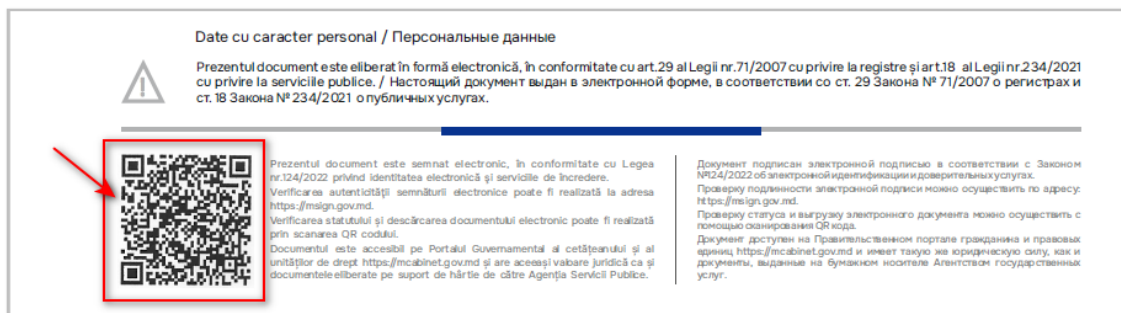 Date cu caracter personal / Персональные данные
Prezentul document este eliberat în formă electronică, în conformitate cu art.29 al Legii nr.71/2007 cu privire la registre și art.18 al Legii nr.234/2021
cu privire la serviciile publice. / Настоящий документ выдан в электронной форме, в соответствии со ст. 29 Закона № 71/2007 о регистрах и
ст. 18 Закона № 234/2021 о публичных услугах.
Prezentul document este semnat electronic, în conformitate cu Legea
nr.124/2022 privind identitatea electronică și serviciile de încredere.
Verificarea autenticității semnăturii electronice poate fi realizată la adresa
https://msign.gov.md.
Verificarea statutului și descărcarea documentului electronic poate fi realizată
prin scanarea QR codului.
Documentul este accesibil pe Portalul Guvernamental al cetățeanului și al
unităților de drept https://mcabinet.gov.md și are aceeași valoare juridică ca și
documentele eliberate pe suport de hârtie de către Agenția Servicii Publice.
Документ подписан электронной подписью в соответствии с Законом
№124/2022 об электронной идентификации и доверительных услугах.
Проверку подлинности электронной подписи можно осуществить по адресу:
https://msign.gov.md.
Проверку статуса и выгрузку электронного документа можно осуществить с
помощью сканирования QR кода.
Документ доступен на Правительственном портале гражданина и правовых
единиц https://mcabinet.gov.md и имеет такую же юридическую силу, как и
документы, выданные на бумажном носителе Агентством государственных
услуг.